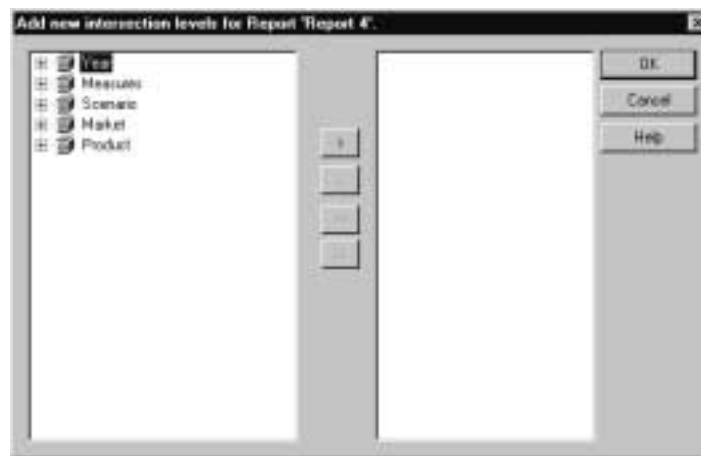 Add new intersection levels for Report "Report 4".
Year
Measures
Scenario
Market
Product
OK
Cancel
Help